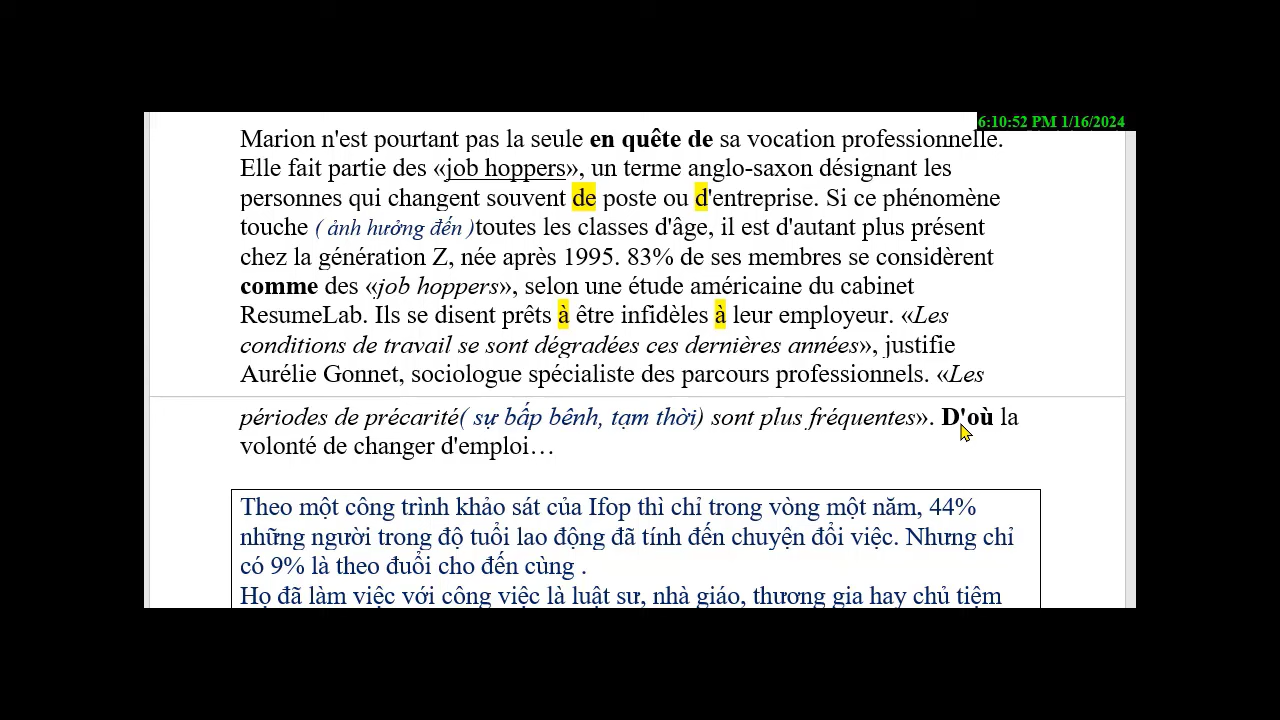 6:10:52 PM 1/16/2024
Marion n'est pourtant pas la seule en quête de sa vocation professionnelle.
Elle fait partie des «job hoppers», un terme anglo-saxon désignant les
personnes qui changent souvent de poste ou d'entreprise. Si ce phénomène
touche ( ảnh hưởng đến )toutes les classes d'âge, il est d'autant plus présent
chez la génération Z, née après 1995. 83% de ses membres se considèrent
comme des «job hoppers», selon une étude américaine du cabinet
ResumeLab. Ils se disent prêts à être infidèles à leur employeur. «Les
conditions de travail se sont dégradées ces dernières années», justifie
Aurélie Gonnet, sociologue spécialiste des parcours professionnels. «Les
périodes de précarité( sự bấp bênh, tạm thời) sont plus fréquentes». D'où la
volonté de changer d'emploi…
Theo một công trình khảo sát của Ifop thì chỉ trong vòng một năm, 44%
những người trong độ tuổi lao động đã tính đến chuyện đổi việc. Nhưng chỉ
có 9% là theo đuổi cho đến cùng .
Họ đã làm việc với công việc là luật sư, nhà giáo, thương gia hay chủ tiệm